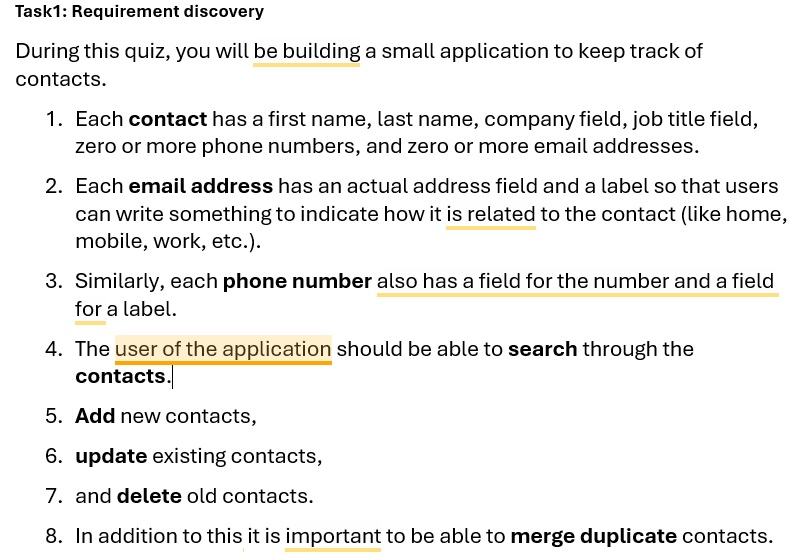 Task1: Requirement discovery
During this quiz, you will be building a small application to keep track of
contacts.
1. Each contact has a first name, last name, company field, job title field,
zero or more phone numbers, and zero or more email addresses.
2. Each email address has an actual address field and a label so that users
can write something to indicate how it is related to the contact (like home,
mobile, work, etc.).
3. Similarly, each phone number also has a field for the number and a field
for a label.
4. The user of the application should be able to search through the
contacts.
5. Add new contacts,
6. update existing contacts,
7. and delete old contacts.
8. In addition to this it is important to be able to merge duplicate contacts.